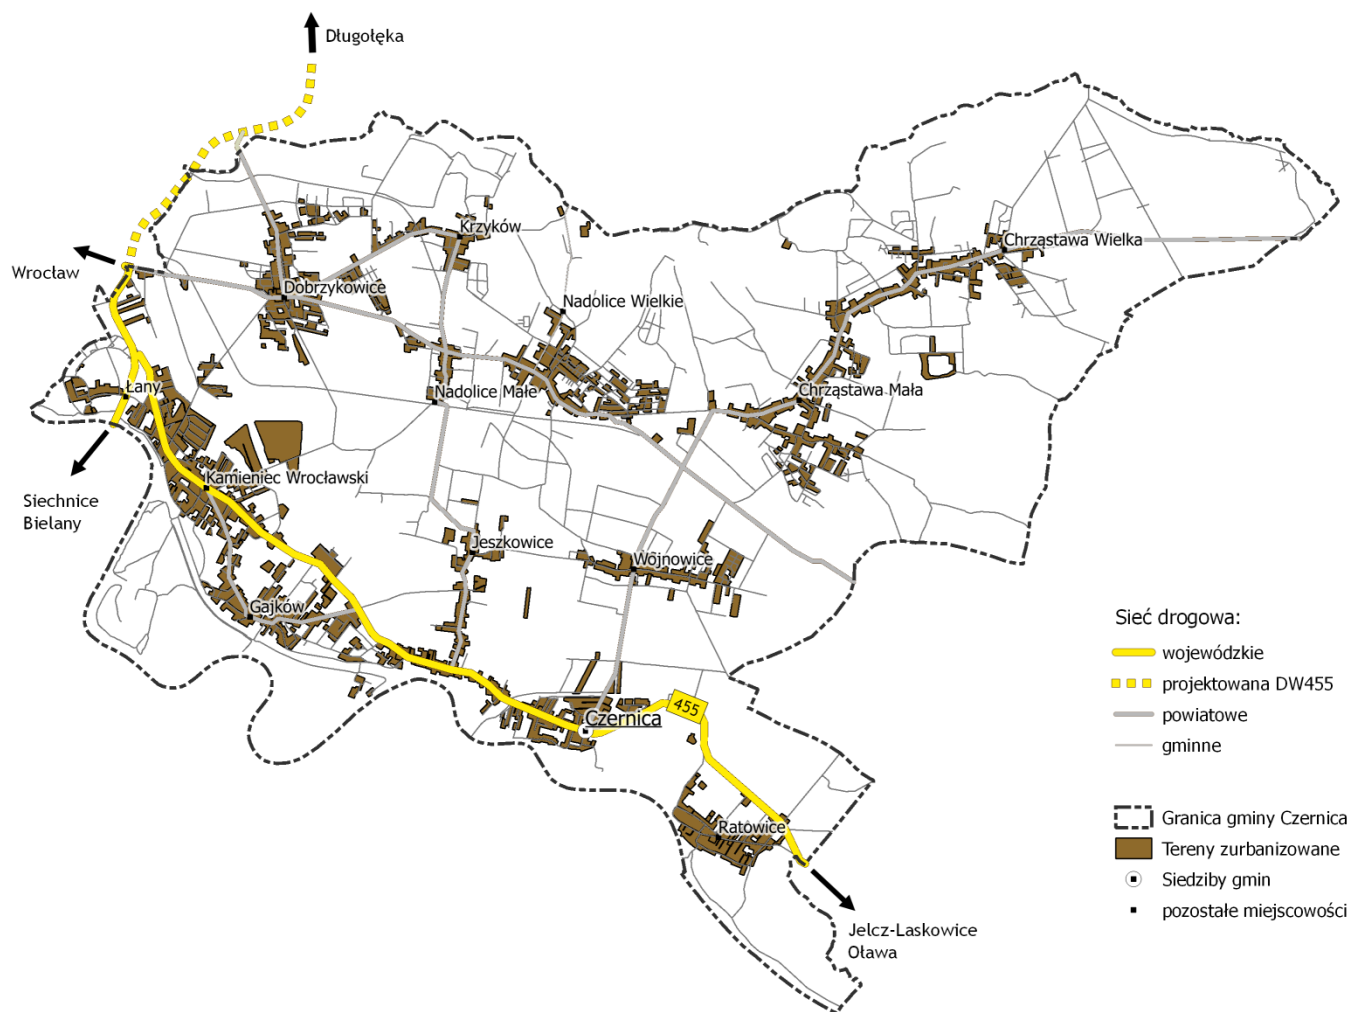 Długołęka
Wrocław
Krzyków
Chrząstawa Wielka
Dobrzykowice
Nadolice Wielkie
Łany
Nadolice Małe
Chrząstawa Mała
Siechnice
Bielany
Kamieniec Wrocławski
Jeszkowice
Wojnowice
Gajków
455
Czernica
Ratowice
Jelcz-Laskowice
Oława
Sieć drogowa:
wojewódzkie
projektowana DW455
powiatowe
gminne
Granica gminy Czernica
Tereny zurbanizowane
Siedziby gmin
pozostałe miejscowości